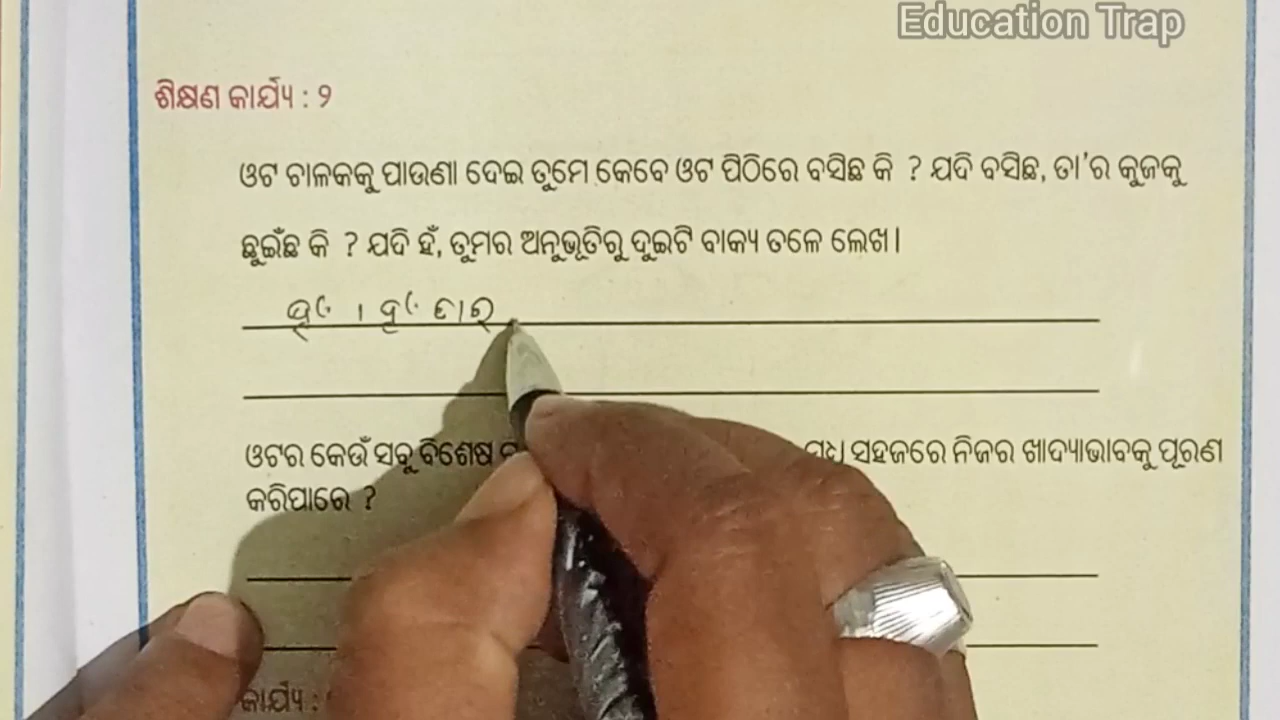 Education Trap
ଶିକ୍ଷଣ କାର୍ଯ୍ୟ : ୨
ଓଟ ଚାଳକକୁ ପାଉଣା ଦେଇ ତୁମେ କେବେ ଓଟ ପିଠିରେ ବସିଛ କି ? ଯଦି ବସିଛ, ତା'ର କୁଜକୁ
ଛୁଇଁଛ କି ? ଯଦି ହଁ, ତୁମର ଅନୁଭୂତିରୁ ଦୁଇଟି ବାକ୍ୟ ତଳେ ଲେଖ।
ହଁ । ହଁ ତାର
ଓଟର କେଉଁ ସବୁ ବିଶେଷ ସହଜରେ ନିଜର ଖାଦ୍ୟାଭାବକୁ ପୂରଣ
କରିପାରେ ?
କାର୍ଯ୍ୟ :